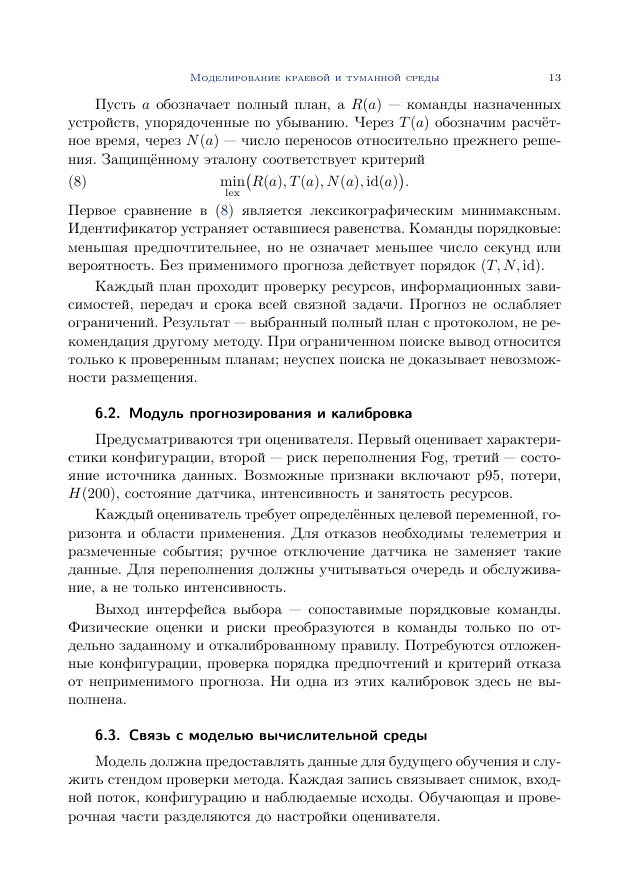 Моделирование краевой и туманной среды 13
Пусть a обозначает полный план, а R(a) — команды назначенных
устройств, упорядоченные по убыванию. Через T(a) обозначим расчёт-
ное время, через N(a) — число переносов относительно прежнего реше-
ния. Защищённому эталону соответствует критерий
(8) min lex (R(a), T(a), N(a), id(a)).
Первое сравнение в (8) является лексикографическим минимаксным.
Идентификатор устраняет оставшиеся равенства. Команды порядковые:
меньшая предпочтительнее, но не означает меньшее число секунд или
вероятность. Без применимого прогноза действует порядок (T, N, id).
Каждый план проходит проверку ресурсов, информационных зави-
симостей, передач и срока всей связной задачи. Прогноз не ослабляет
ограничений. Результат — выбранный полный план с протоколом, не ре-
комендация другому методу. При ограниченном поиске вывод относится
только к проверенным планам; неуспех поиска не доказывает невозмож-
ности размещения.
6.2. Модуль прогнозирования и калибровка
Предусматриваются три оценивателя. Первый оценивает характери-
стики конфигурации, второй — риск переполнения Fog, третий — состо-
яние источника данных. Возможные признаки включают p95, потери,
H(200), состояние датчика, интенсивность и занятость ресурсов.
Каждый оцениватель требует определённых целевой переменной, го-
ризонта и области применения. Для отказов необходимы телеметрия и
размеченные события; ручное отключение датчика не заменяет такие
данные. Для переполнения должны учитываться очередь и обслужива-
ние, а не только интенсивность.
Выход интерфейса выбора — сопоставимые порядковые команды.
Физические оценки и риски преобразуются в команды только по от-
дельно заданному и откалиброванному правилу. Потребуются отложен-
ные конфигурации, проверка порядка предпочтений и критерий отказа
от неприменимого прогноза. Ни одна из этих калибровок здесь не вы-
полнена.
6.3. Связь с моделью вычислительной среды
Модель должна предоставлять данные для будущего обучения и слу-
жить стендом проверки метода. Каждая запись связывает снимок, вход-
ной поток, конфигурацию и наблюдаемые исходы. Обучающая и прове-
рочная части разделяются до настройки оценивателя.